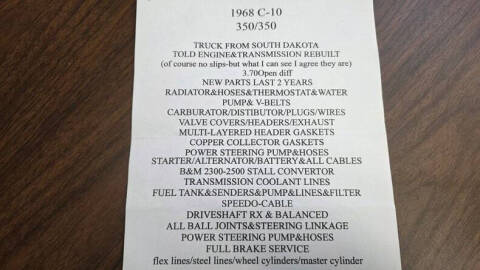 1968 C-10
350/350
TRUCK FROM SOUTH DAKOTA
TOLD ENGINE&TRANSMISSION REBUILT
(of course no slips-but what I can see I agree they are)
3.70Open diff
NEW PARTS LAST 2 YEARS
RADIATOR&HOSES&THERMOSTAT&WATER
PUMP& V-BELTS
CARBURATOR/DISTIBUTOR/PLUGS/WIRES
VALVE COVERS/HEADERS/EXHAUST
MULTI-LAYERED HEADER GASKETS
COPPER COLLECTOR GASKETS
POWER STEERING PUMP&HOSES
STARTER/ALTERNATOR/BATTERY&ALL CABLES
B&M 2300-2500 STALL CONVERTOR
TRANSMISSION COOLANT LINES
FUEL TANK&SENDERS&PUMP&LINES&FILTER
SPEEDO-CABLE
DRIVESHAFT RX & BALANCED
ALL BALL JOINTS&STEERING LINKAGE
POWER STEERING PUMP&HOSES
FULL BRAKE SERVICE
flex lines/steel lines/wheel cylinders/master cylinder